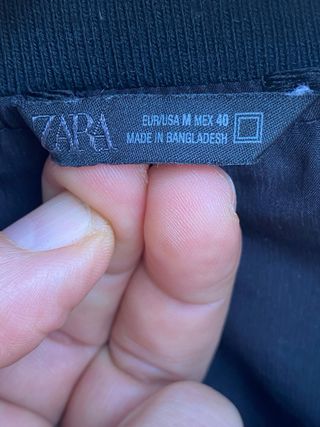 ZARA
EUR/USA M MEX 40
MADE IN BANGLADESH